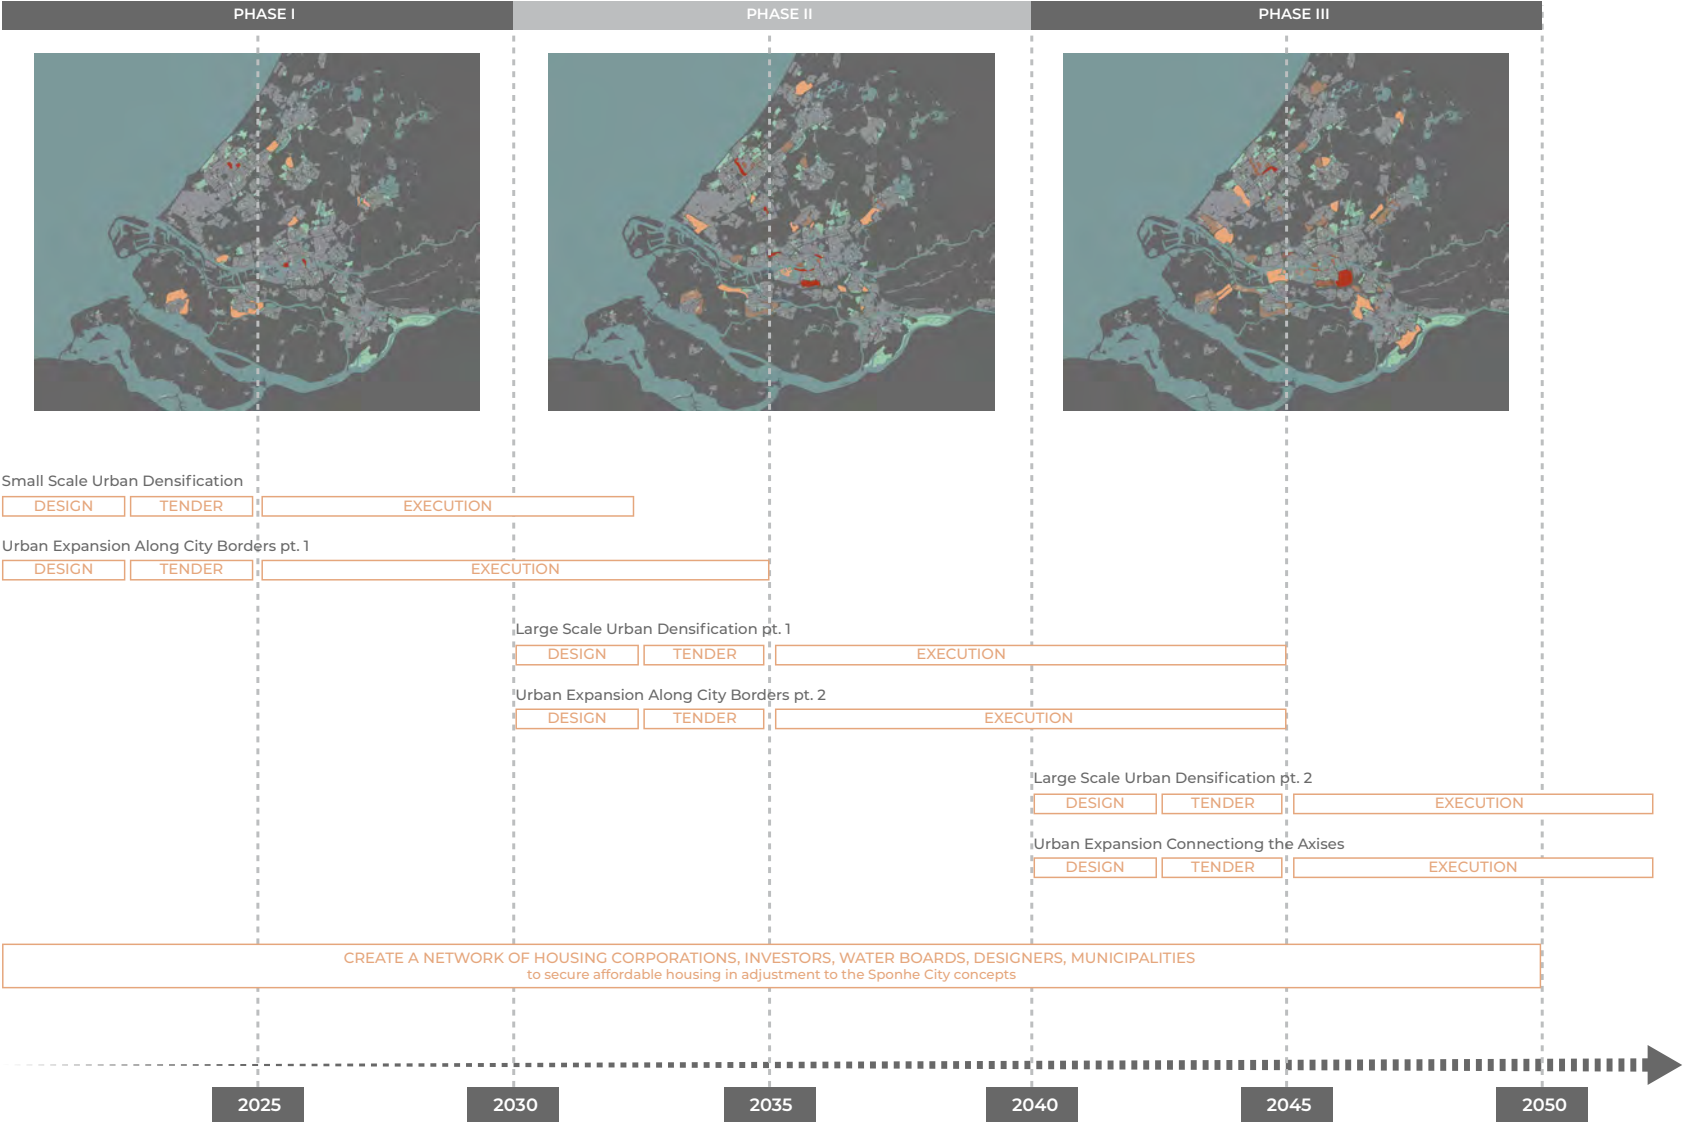 PHASE I
PHASE II
PHASE III
Small Scale Urban Densification
DESIGN
TENDER
EXECUTION
Urban Expansion Along City Borders pt. 1
DESIGN
TENDER
EXECUTION
Large Scale Urban Densification pt. 1
DESIGN
TENDER
EXECUTION
Urban Expansion Along City Borders pt. 2
DESIGN
TENDER
EXECUTION
Large Scale Urban Densification pt. 2
DESIGN
TENDER
EXECUTION
Urban Expansion Connectiong the Axises
DESIGN
TENDER
EXECUTION
CREATE A NETWORK OF HOUSING CORPORATIONS, INVESTORS, WATER BOARDS, DESIGNERS, MUNICIPALITIES
to secure affordable housing in adjustment to the Sponhe City concepts
2025
2030
2035
2040
2045
2050